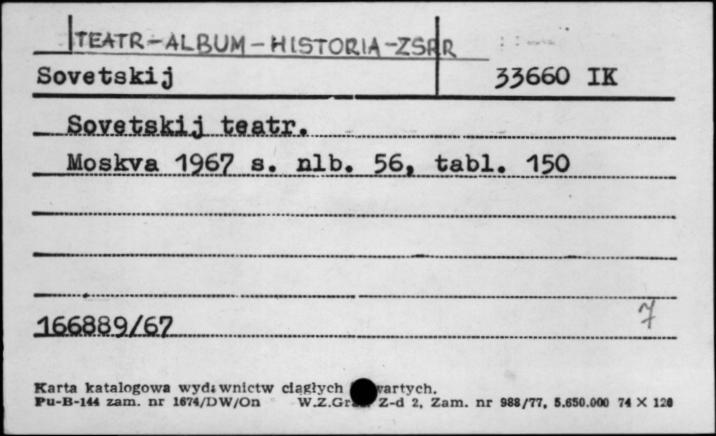 TEATR-ALBUM-HISTORIA-ZSRR
Sovetskij 33660 IK
Sovetskij teatr.
Moskva 1967 s. nlb. 56, tabl. 150
166889/67 7
Karta katalogowa wydawnictw ciągłych
Pu-B-144 zam. nr 1674/DW/On W.Z.Gr Z-d 2, Zam. nr 988/77, 5.650.000 74 X 120